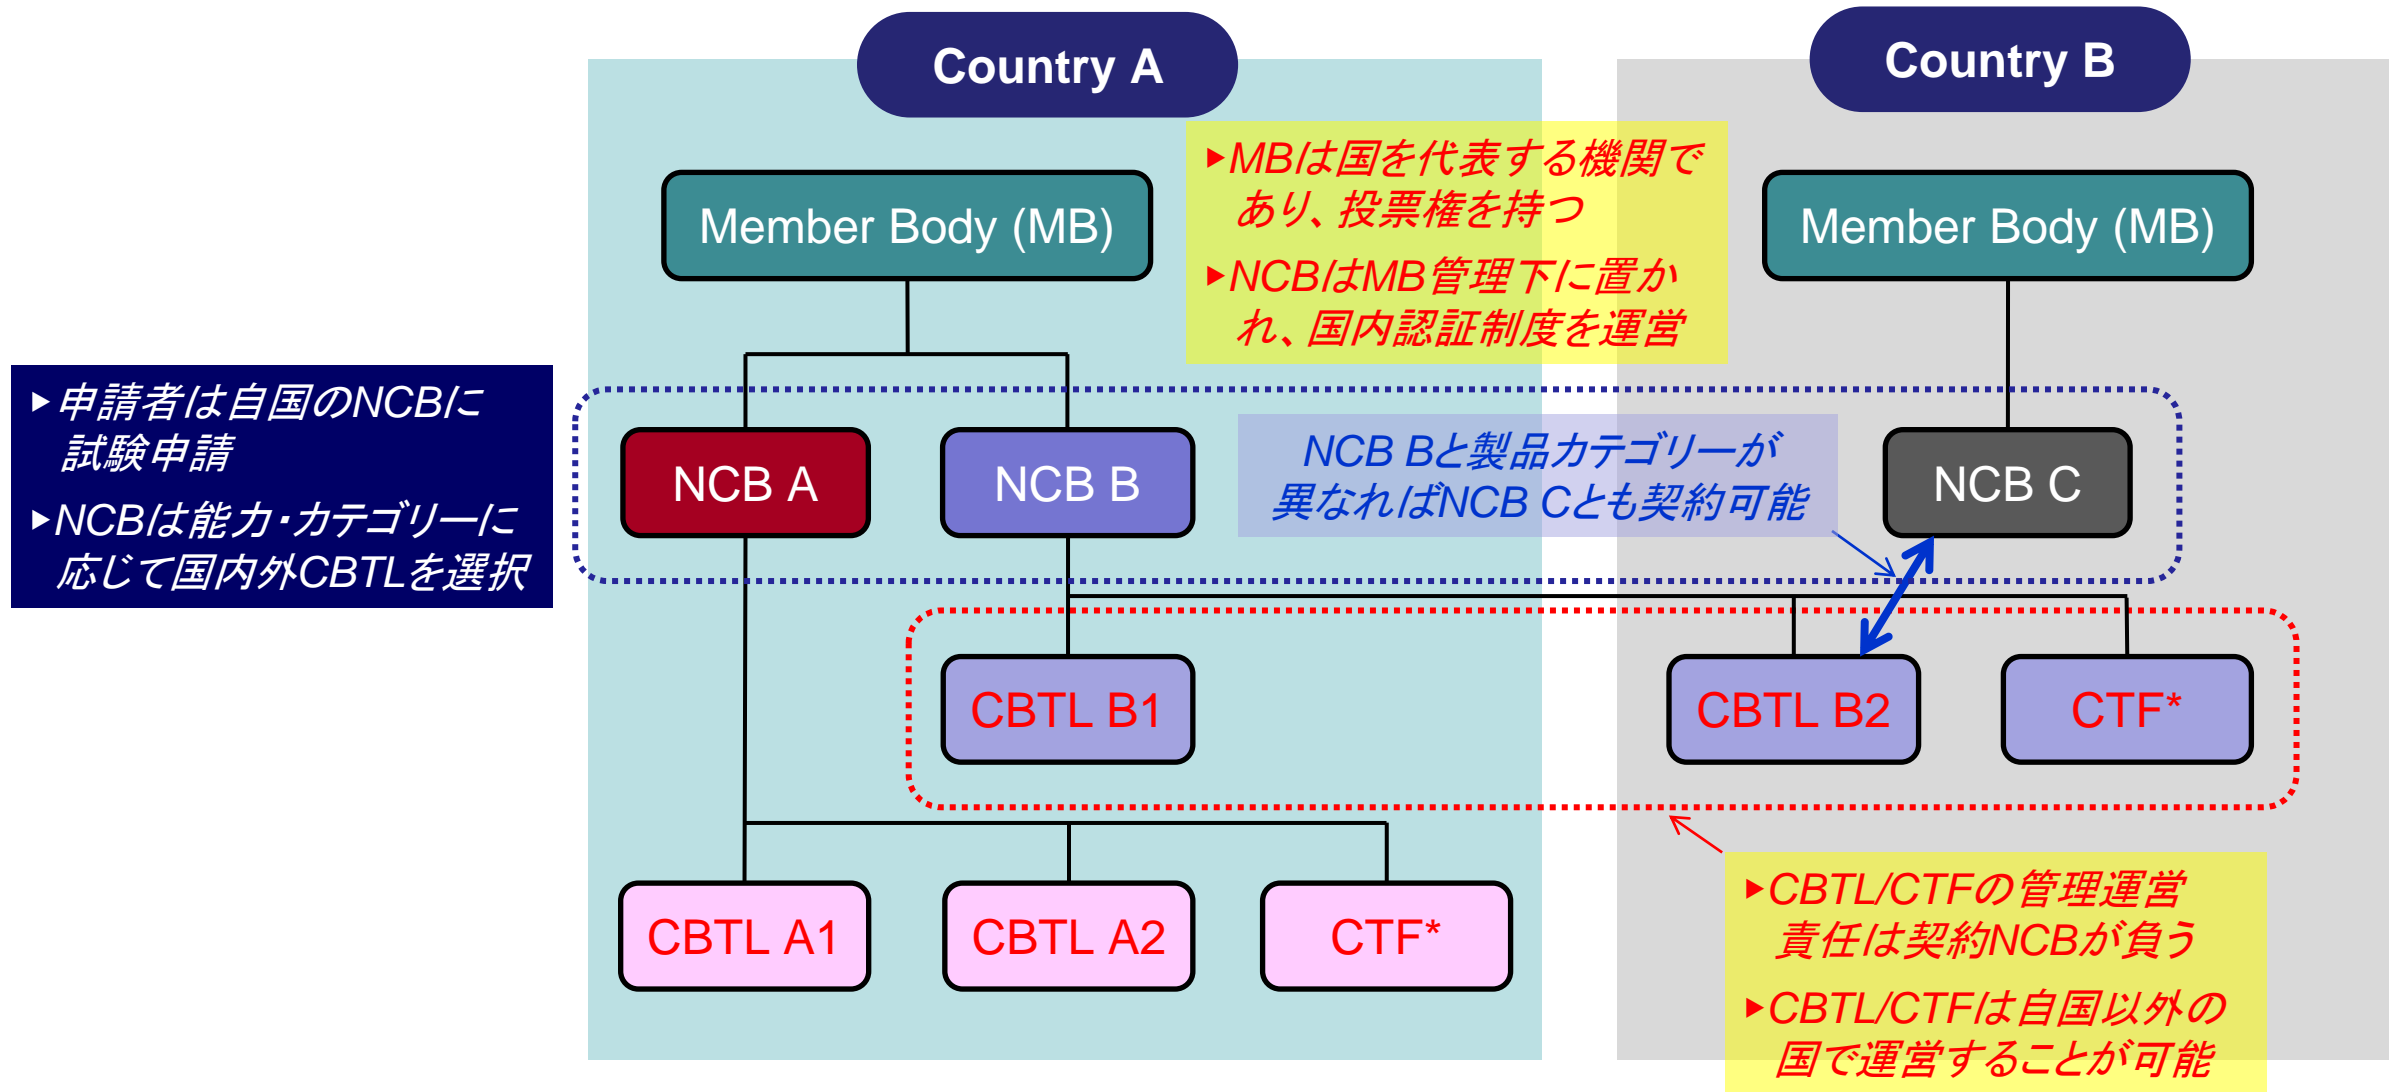 Country A
Country B
▶MBは国を代表する機関で
あり、投票権を持つ
▶NCBはMB管理下に置か
れ、国内認証制度を運営
Member Body (MB)
Member Body (MB)
▶申請者は自国のNCBに
試験申請
▶NCBは能力・カテゴリーに
応じて国内外CBTLを選択
NCB A
NCB B
NCB Bと製品カテゴリーが
異なればNCB Cとも契約可能
NCB C
CBTL B1
CBTL B2
CTF*
CBTL A1
CBTL A2
CTF*
▶CBTL/CTFの管理運営
責任は契約NCBが負う
▶CBTL/CTFは自国以外の
国で運営することが可能